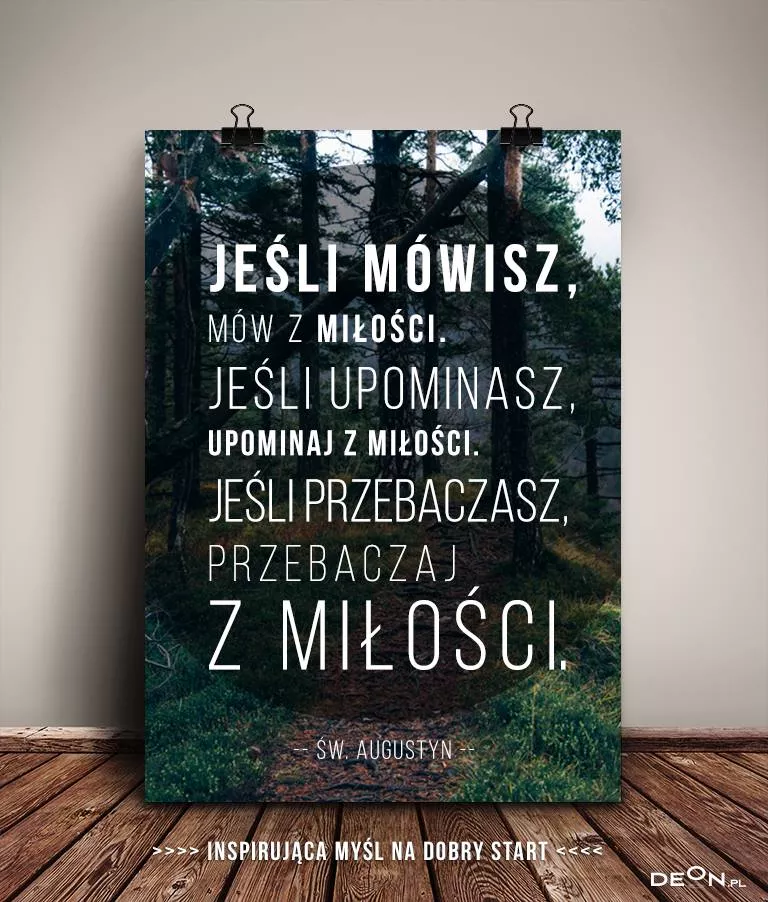 JEŚLI MÓWISZ,
MÓW Z MIŁOŚCI.
JEŚLI UPOMINASZ,
UPOMINAJ Z MIŁOŚCI.
JEŚLI PRZEBACZASZ,
PRZEBACZAJ
Z MIŁOŚCI.
-- ŚW. AUGUSTYN --
>>>> INSPIRUJĄCA MYŚL NA DOBRY START <<<<
DEON.PL